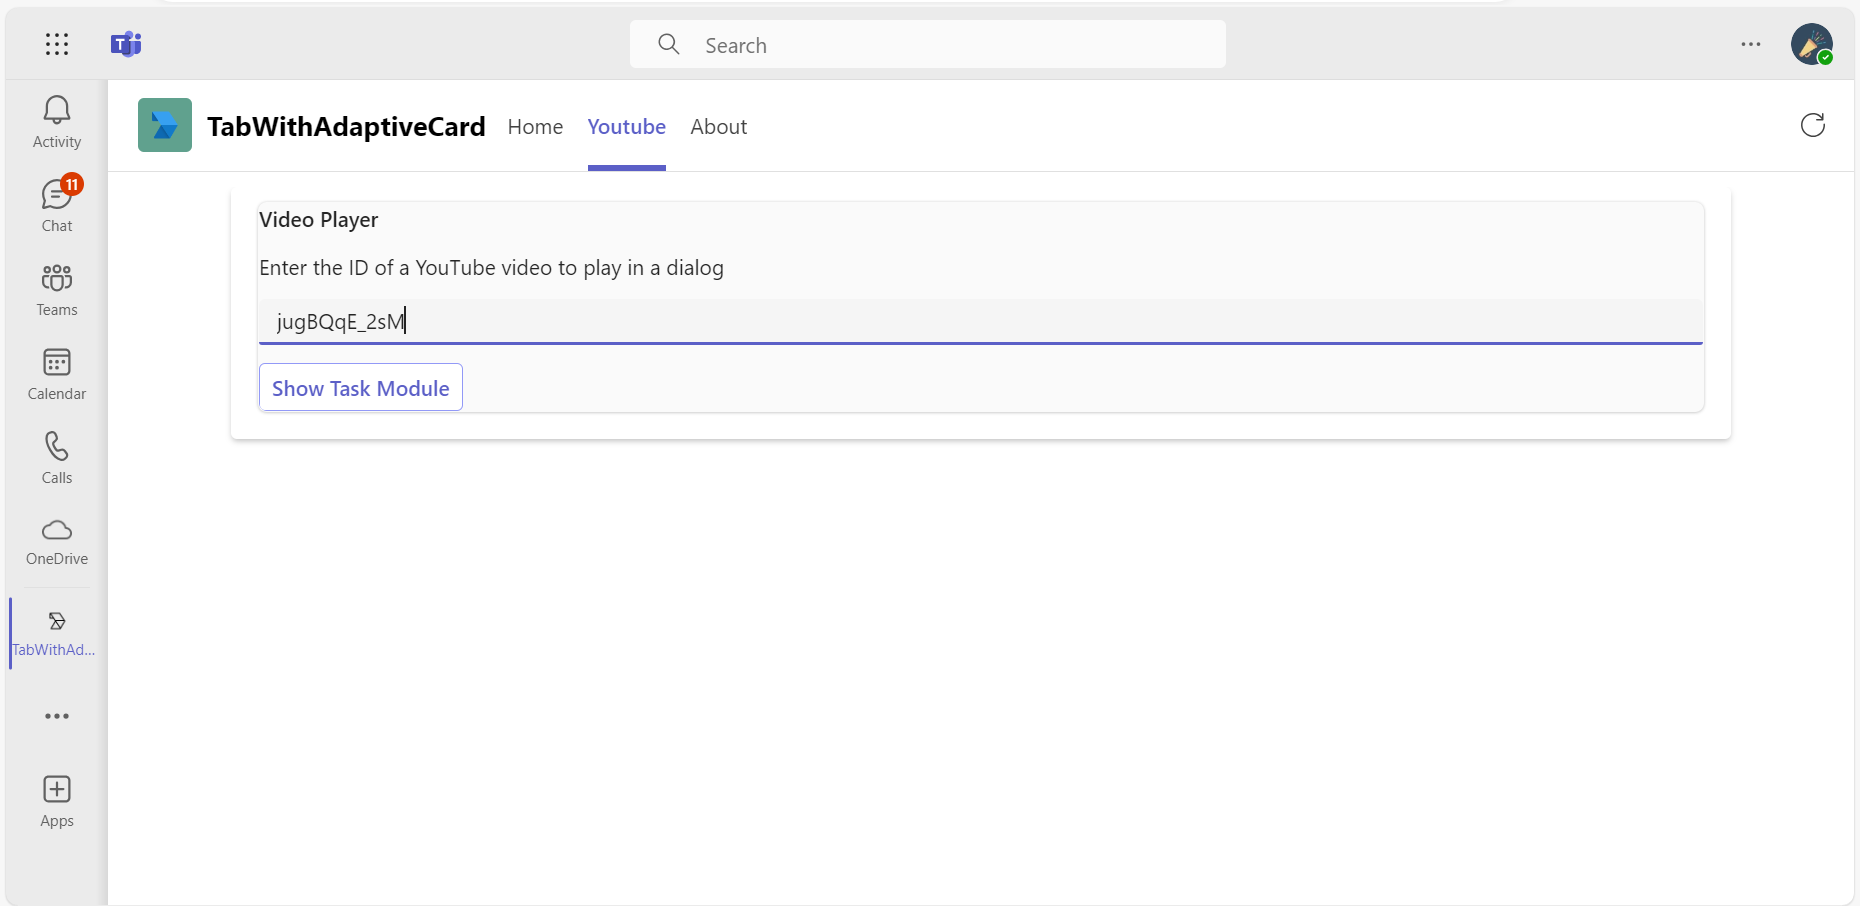 Search
Activity
11
Chat
Teams
Calendar
Calls
OneDrive
TabWithAd...
Apps
TabWithAdaptiveCard Home Youtube About
Video Player
Enter the ID of a YouTube video to play in a dialog
jugBQqE_2sM
Show Task Module